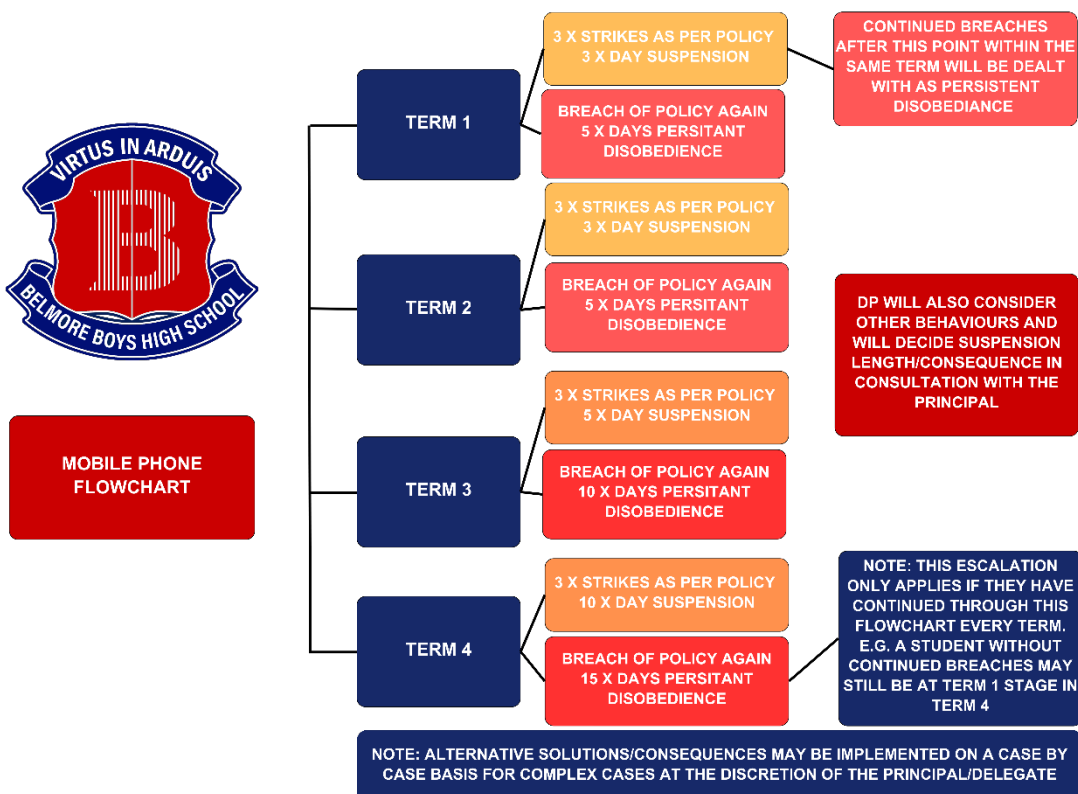 VIRTUS IN ARDUIS
B
BELMORE BOYS HIGH SCHOOL
MOBILE PHONE
FLOWCHART
TERM 1
3 X STRIKES AS PER POLICY
3 X DAY SUSPENSION
CONTINUED BREACHES
AFTER THIS POINT WITHIN THE
SAME TERM WILL BE DEALT
WITH AS PERSISTENT
DISOBEDIANCE
BREACH OF POLICY AGAIN
5 X DAYS PERSITANT
DISOBEDIENCE
TERM 2
3 X STRIKES AS PER POLICY
3 X DAY SUSPENSION
BREACH OF POLICY AGAIN
5 X DAYS PERSITANT
DISOBEDIENCE
DP WILL ALSO CONSIDER
OTHER BEHAVIOURS AND
WILL DECIDE SUSPENSION
LENGTH/CONSEQUENCE IN
CONSULTATION WITH THE
PRINCIPAL
TERM 3
3 X STRIKES AS PER POLICY
5 X DAY SUSPENSION
BREACH OF POLICY AGAIN
10 X DAYS PERSITANT
DISOBEDIENCE
TERM 4
3 X STRIKES AS PER POLICY
10 X DAY SUSPENSION
BREACH OF POLICY AGAIN
15 X DAYS PERSITANT
DISOBEDIENCE
NOTE: THIS ESCALATION
ONLY APPLIES IF THEY HAVE
CONTINUED THROUGH THIS
FLOWCHART EVERY TERM.
E.G. A STUDENT WITHOUT
CONTINUED BREACHES MAY
STILL BE AT TERM 1 STAGE IN
TERM 4
NOTE: ALTERNATIVE SOLUTIONS/CONSEQUENCES MAY BE IMPLEMENTED ON A CASE BY
CASE BASIS FOR COMPLEX CASES AT THE DISCRETION OF THE PRINCIPAL/DELEGATE